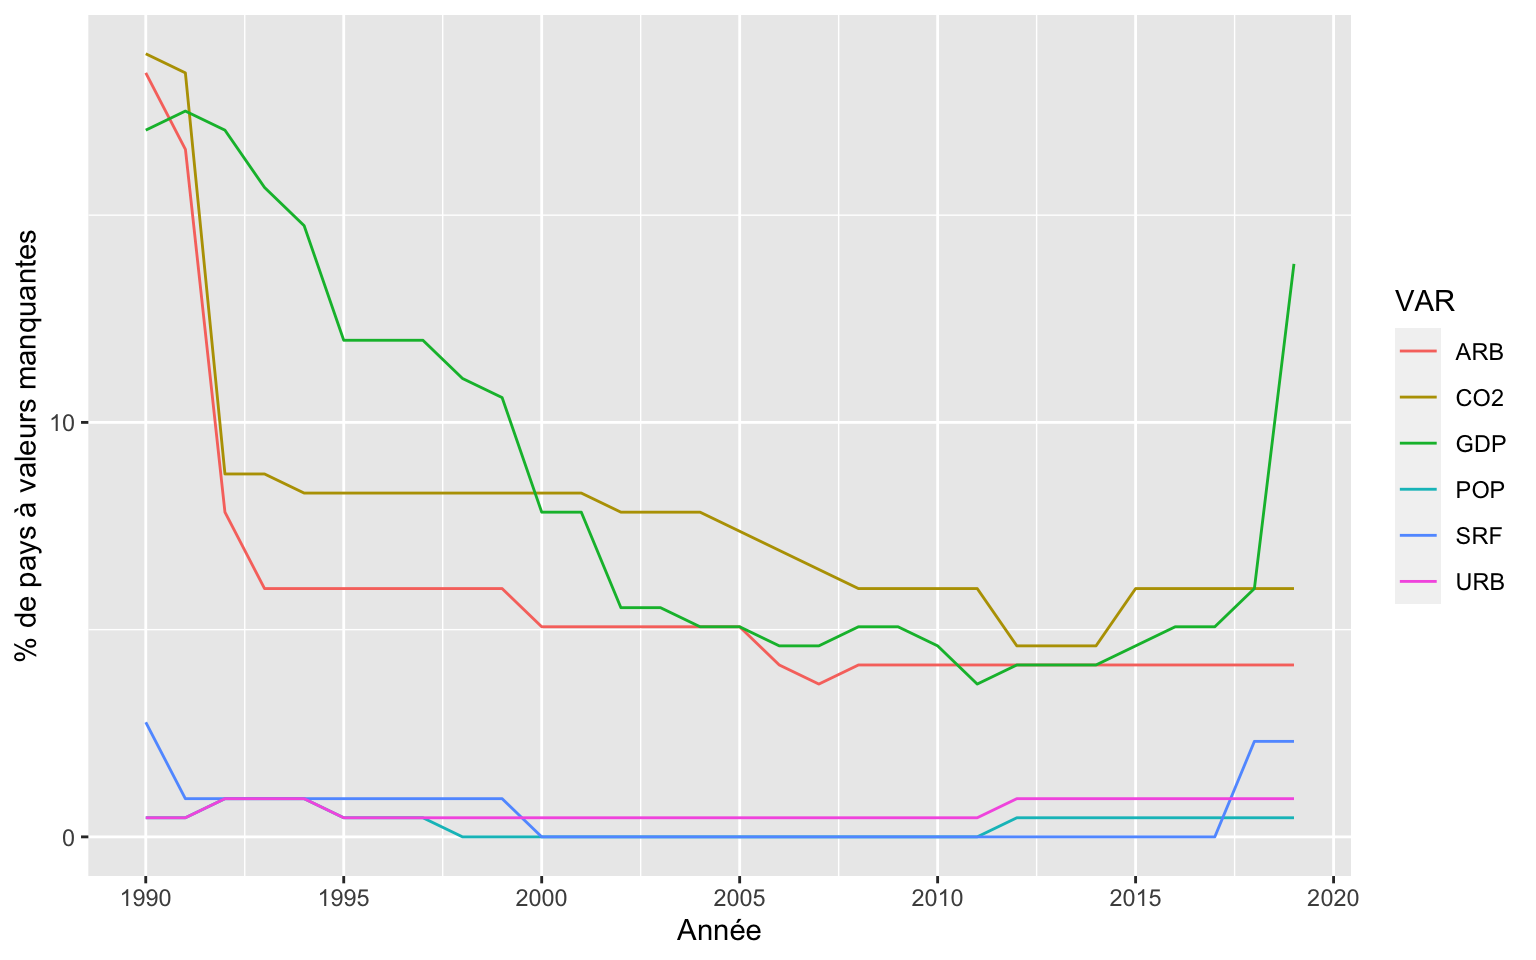 % de pays à valeurs manquantes
10
0
1990 1995 2000 2005 2010 2015 2020
Année
VAR
ARB
CO2
GDP
POP
SRF
URB